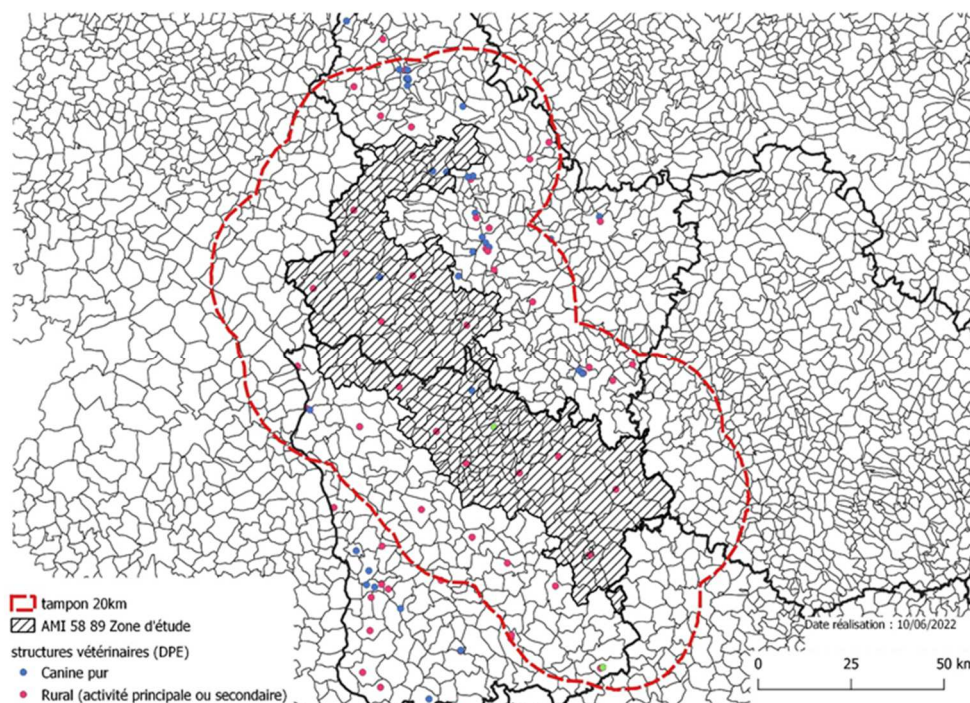 tampon 20km
AMI 58 89 Zone d'étude
structures vétérinaires (DPE)
Canine pur
Rural (activité principale ou secondaire)
Date réalisation : 10/06/2022
0 25 50 km